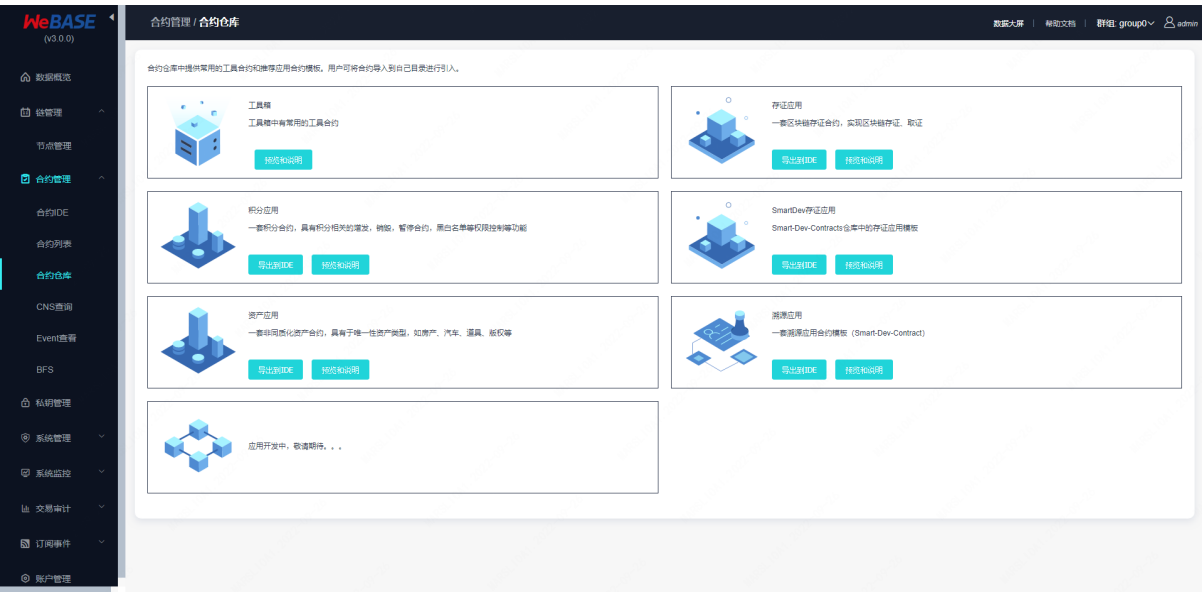 WeBASE
(v3.0.0)
合约管理 / 合约仓库
数据大屏 | 帮助文档 | 群组: group0 admin
数据概览
链管理
节点管理
合约管理
合约IDE
合约列表
合约仓库
CNS查询
Event查看
BFS
私钥管理
系统管理
系统监控
交易审计
订阅事件
账户管理
合约仓库中提供常用的工具合约和推荐应用合约模板。用户可将合约导入到自己目录进行引入。
工具箱
工具箱中有常用的工具合约
预览和说明
存证应用
一套区块链存证合约，实现区块链存证、取证
导出到IDE 预览和说明
积分应用
一套积分合约，具有积分相关的增发，销毁，暂停合约，黑白名单等权限控制等功能
导出到IDE 预览和说明
SmartDev存证应用
Smart-Dev-Contracts仓库中的存证应用模板
导出到IDE 预览和说明
资产应用
一套非同质化资产合约，具有于唯一性资产类型，如房产、汽车、道具、版权等
导出到IDE 预览和说明
溯源应用
一套溯源应用合约模板（Smart-Dev-Contract）
导出到IDE 预览和说明
应用开发中，敬请期待。。。